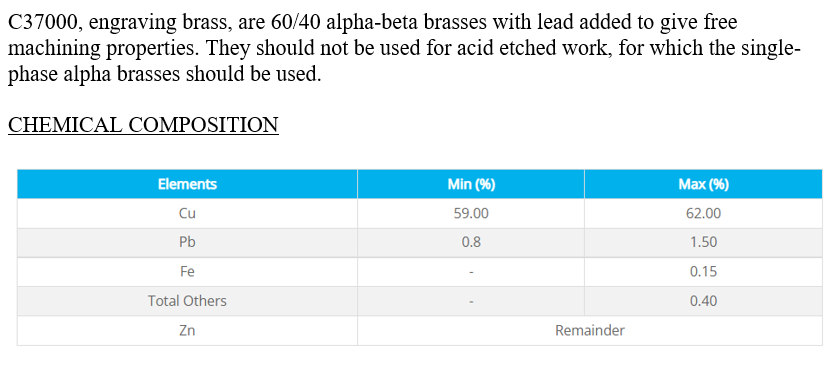 C37000, engraving brass, are 60/40 alpha-beta brasses with lead added to give free
machining properties. They should not be used for acid etched work, for which the single-
phase alpha brasses should be used.
CHEMICAL COMPOSITION
Elements Min (%) Max (%)
Cu 59.00 62.00
Pb 0.8 1.50
Fe - 0.15
Total Others - 0.40
Zn Remainder